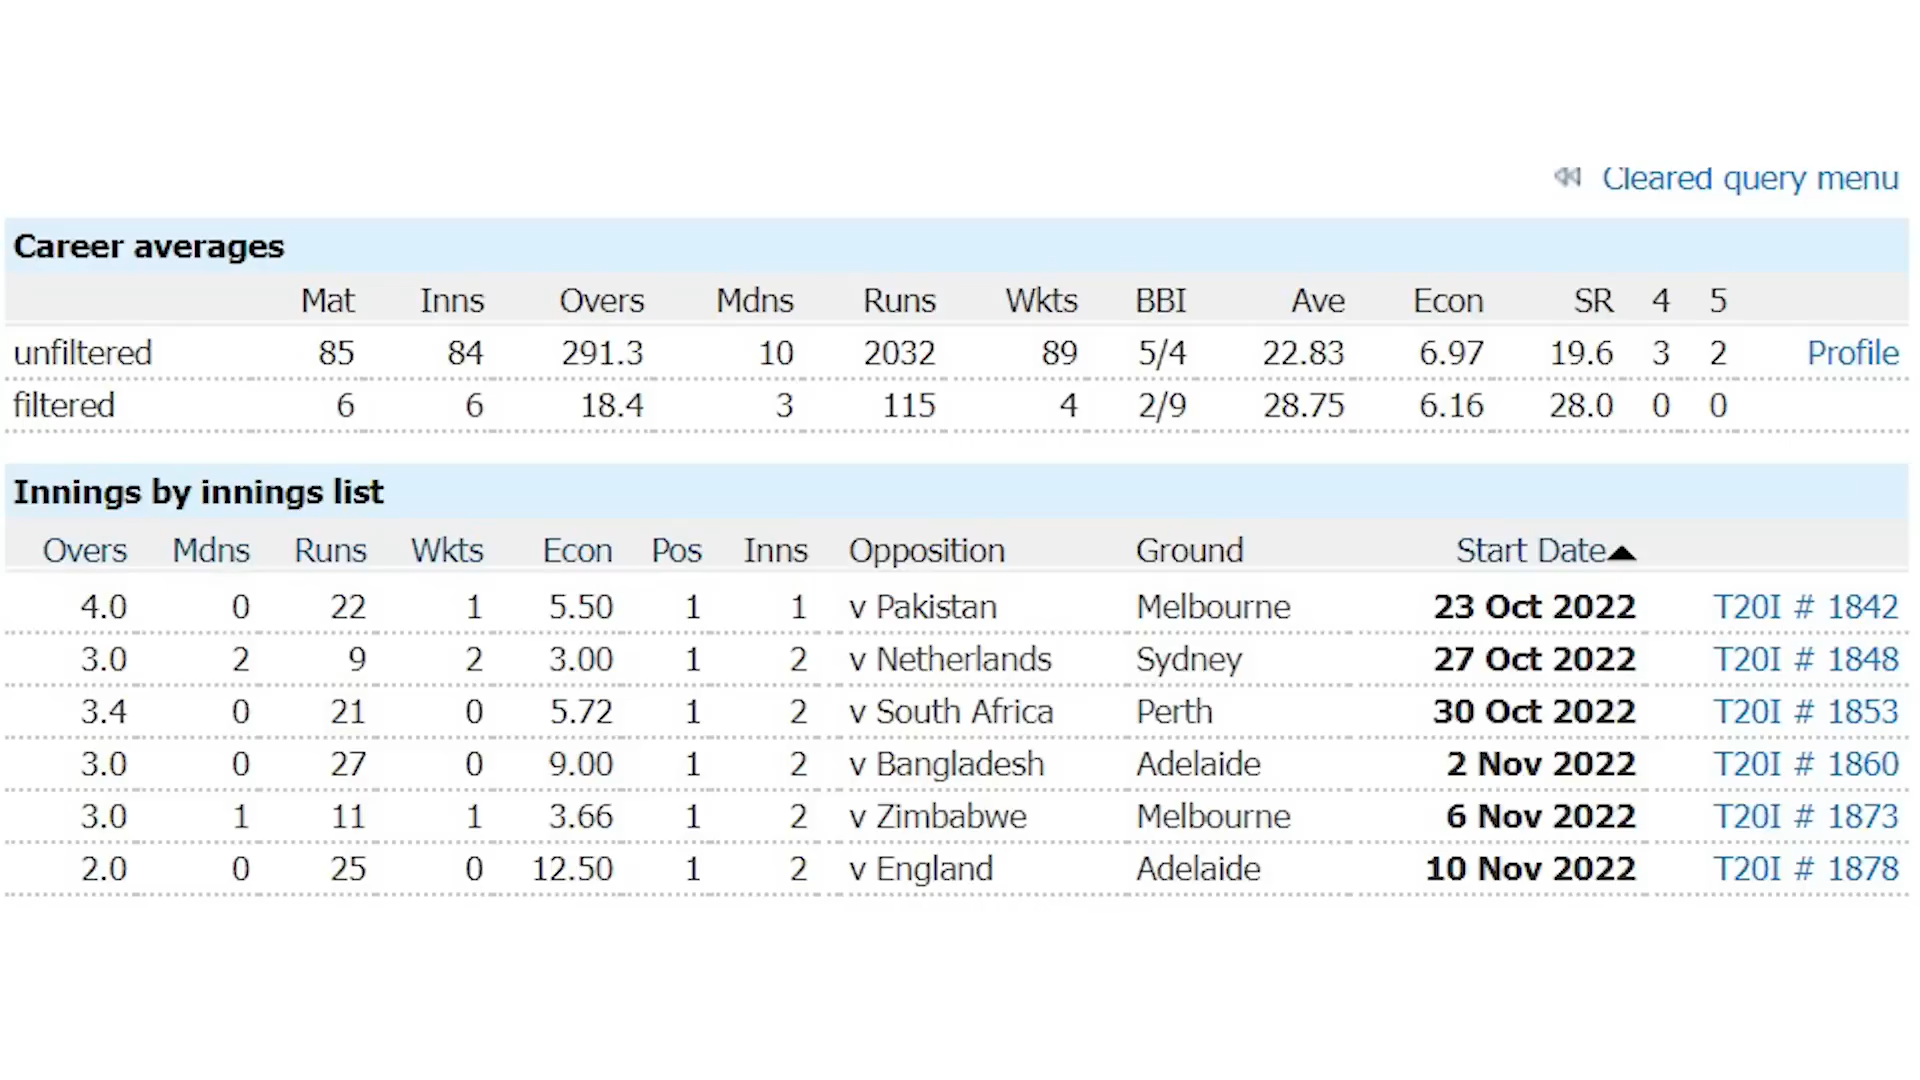 Cleared query menu
Career averages
Mat Inns Overs Mdns Runs Wkts BBI Ave Econ SR 4 5
unfiltered 85 84 291.3 10 2032 89 5/4 22.83 6.97 19.6 3 2 Profile
filtered 6 6 18.4 3 115 4 2/9 28.75 6.16 28.0 0 0
Innings by innings list
Overs Mdns Runs Wkts Econ Pos Inns Opposition Ground Start Date
4.0 0 22 1 5.50 1 1 v Pakistan Melbourne 23 Oct 2022 T20I # 1842
3.0 2 9 2 3.00 1 2 v Netherlands Sydney 27 Oct 2022 T20I # 1848
3.4 0 21 0 5.72 1 2 v South Africa Perth 30 Oct 2022 T20I # 1853
3.0 0 27 0 9.00 1 2 v Bangladesh Adelaide 2 Nov 2022 T20I # 1860
3.0 1 11 1 3.66 1 2 v Zimbabwe Melbourne 6 Nov 2022 T20I # 1873
2.0 0 25 0 12.50 1 2 v England Adelaide 10 Nov 2022 T20I # 1878